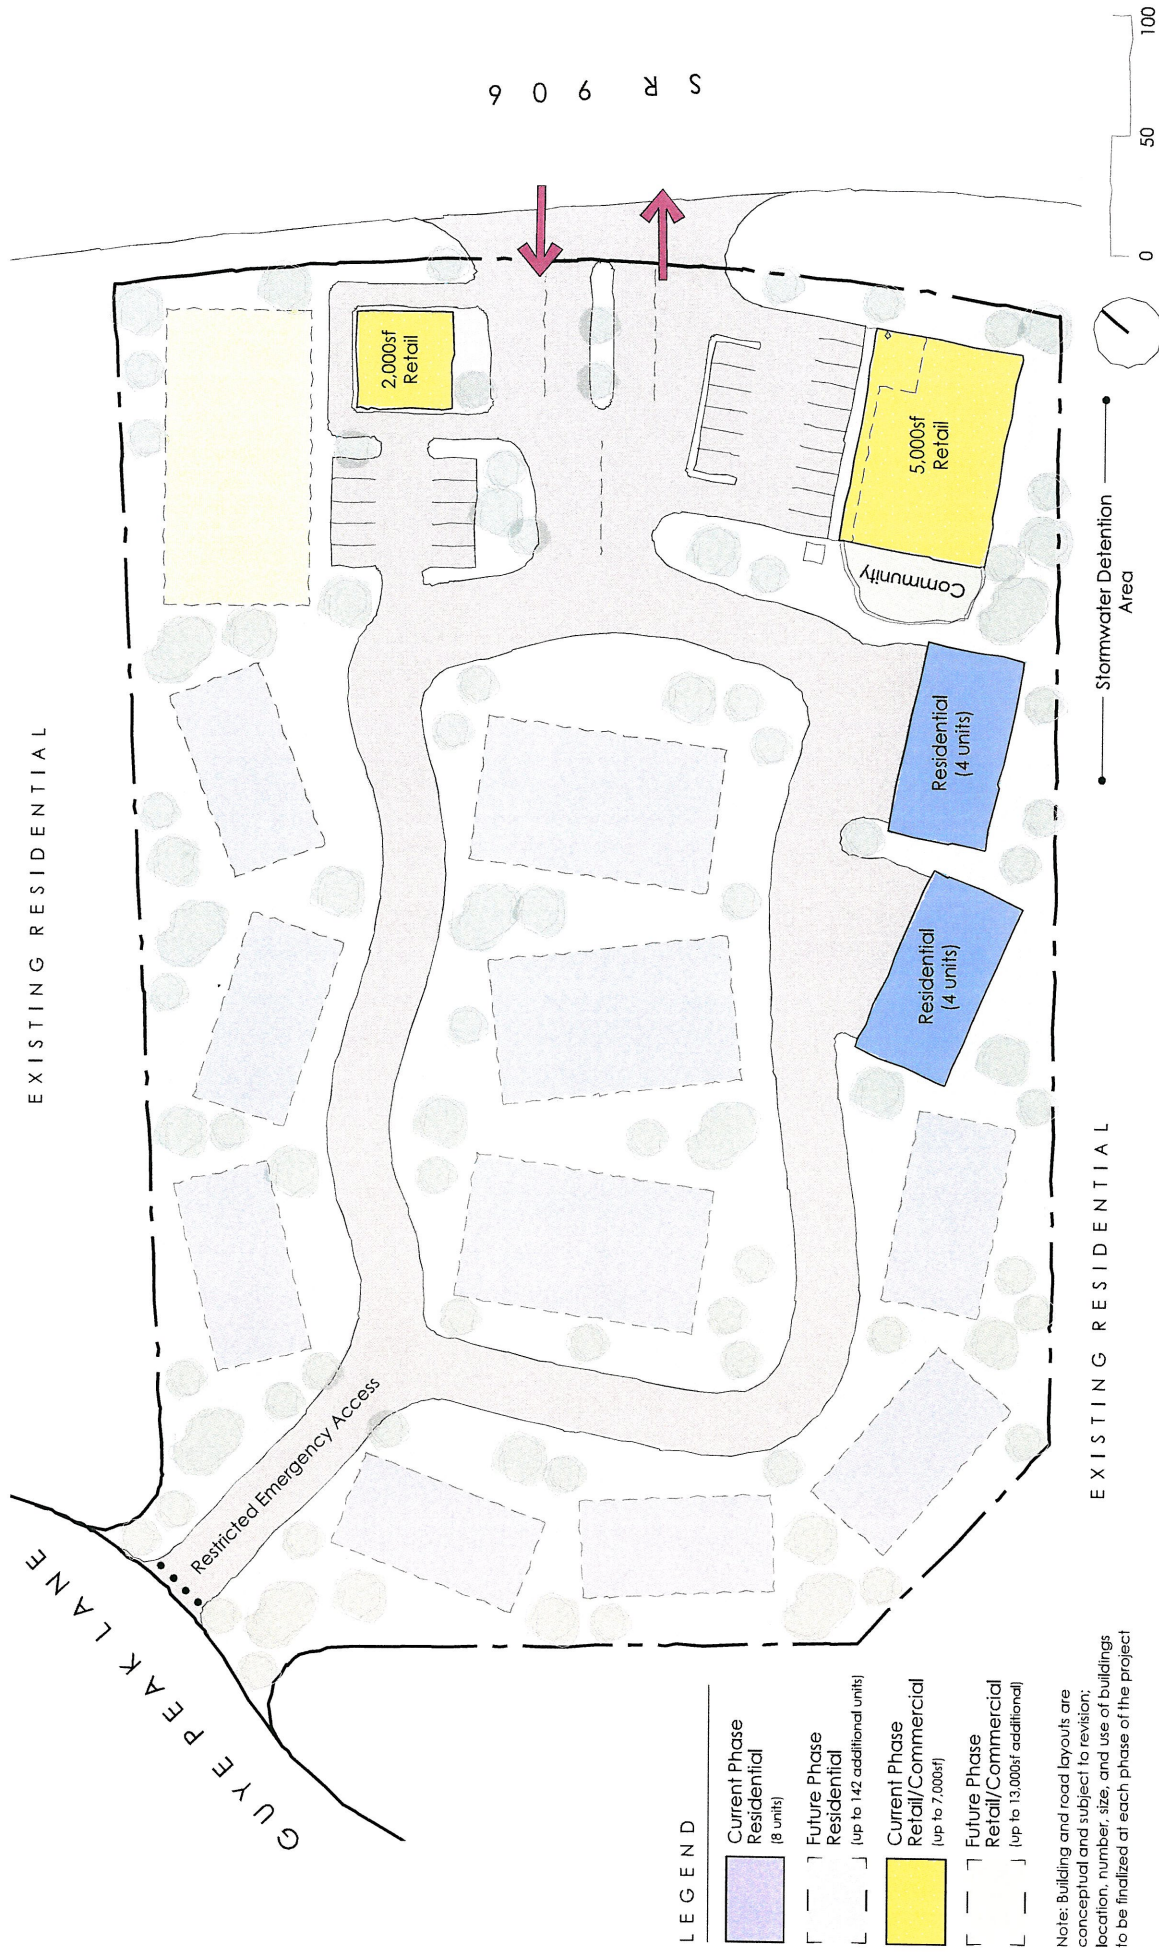 EXISTING RESIDENTIAL
GUYE PEAK LANE
Restricted Emergency Access
2,000sf
Retail
SR 906
5,000sf
Retail
Community
Residential
(4 units)
Residential
(4 units)
EXISTING RESIDENTIAL
Stormwater Detention
Area
0 50 100
LEGEND
Current Phase
Residential
(8 units)
Future Phase
Residential
(up to 142 additional units)
Current Phase
Retail/Commercial
(up to 7,000sf)
Future Phase
Retail/Commercial
(up to 13,000sf additional)
Note: Building and road layouts are
conceptual and subject to revision;
location, number, size, and use of buildings
to be finalized at each phase of the project